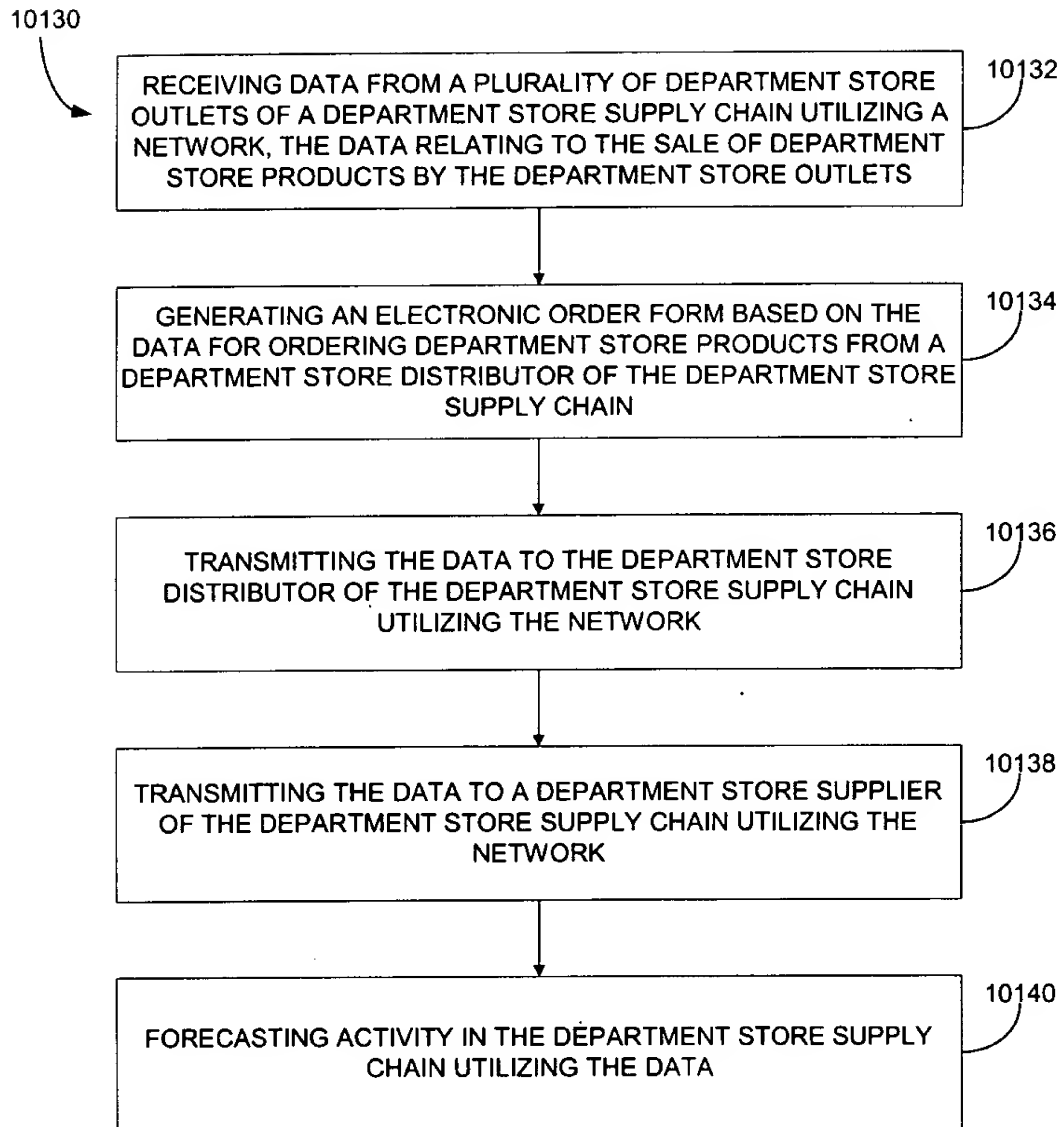 10130
RECEIVING DATA FROM A PLURALITY OF DEPARTMENT STORE
OUTLETS OF A DEPARTMENT STORE SUPPLY CHAIN UTILIZING A
NETWORK, THE DATA RELATING TO THE SALE OF DEPARTMENT
STORE PRODUCTS BY THE DEPARTMENT STORE OUTLETS
10132
GENERATING AN ELECTRONIC ORDER FORM BASED ON THE
DATA FOR ORDERING DEPARTMENT STORE PRODUCTS FROM A
DEPARTMENT STORE DISTRIBUTOR OF THE DEPARTMENT STORE
SUPPLY CHAIN
10134
TRANSMITTING THE DATA TO THE DEPARTMENT STORE
DISTRIBUTOR OF THE DEPARTMENT STORE SUPPLY CHAIN
UTILIZING THE NETWORK
10136
TRANSMITTING THE DATA TO A DEPARTMENT STORE SUPPLIER
OF THE DEPARTMENT STORE SUPPLY CHAIN UTILIZING THE
NETWORK
10138
FORECASTING ACTIVITY IN THE DEPARTMENT STORE SUPPLY
CHAIN UTILIZING THE DATA
10140